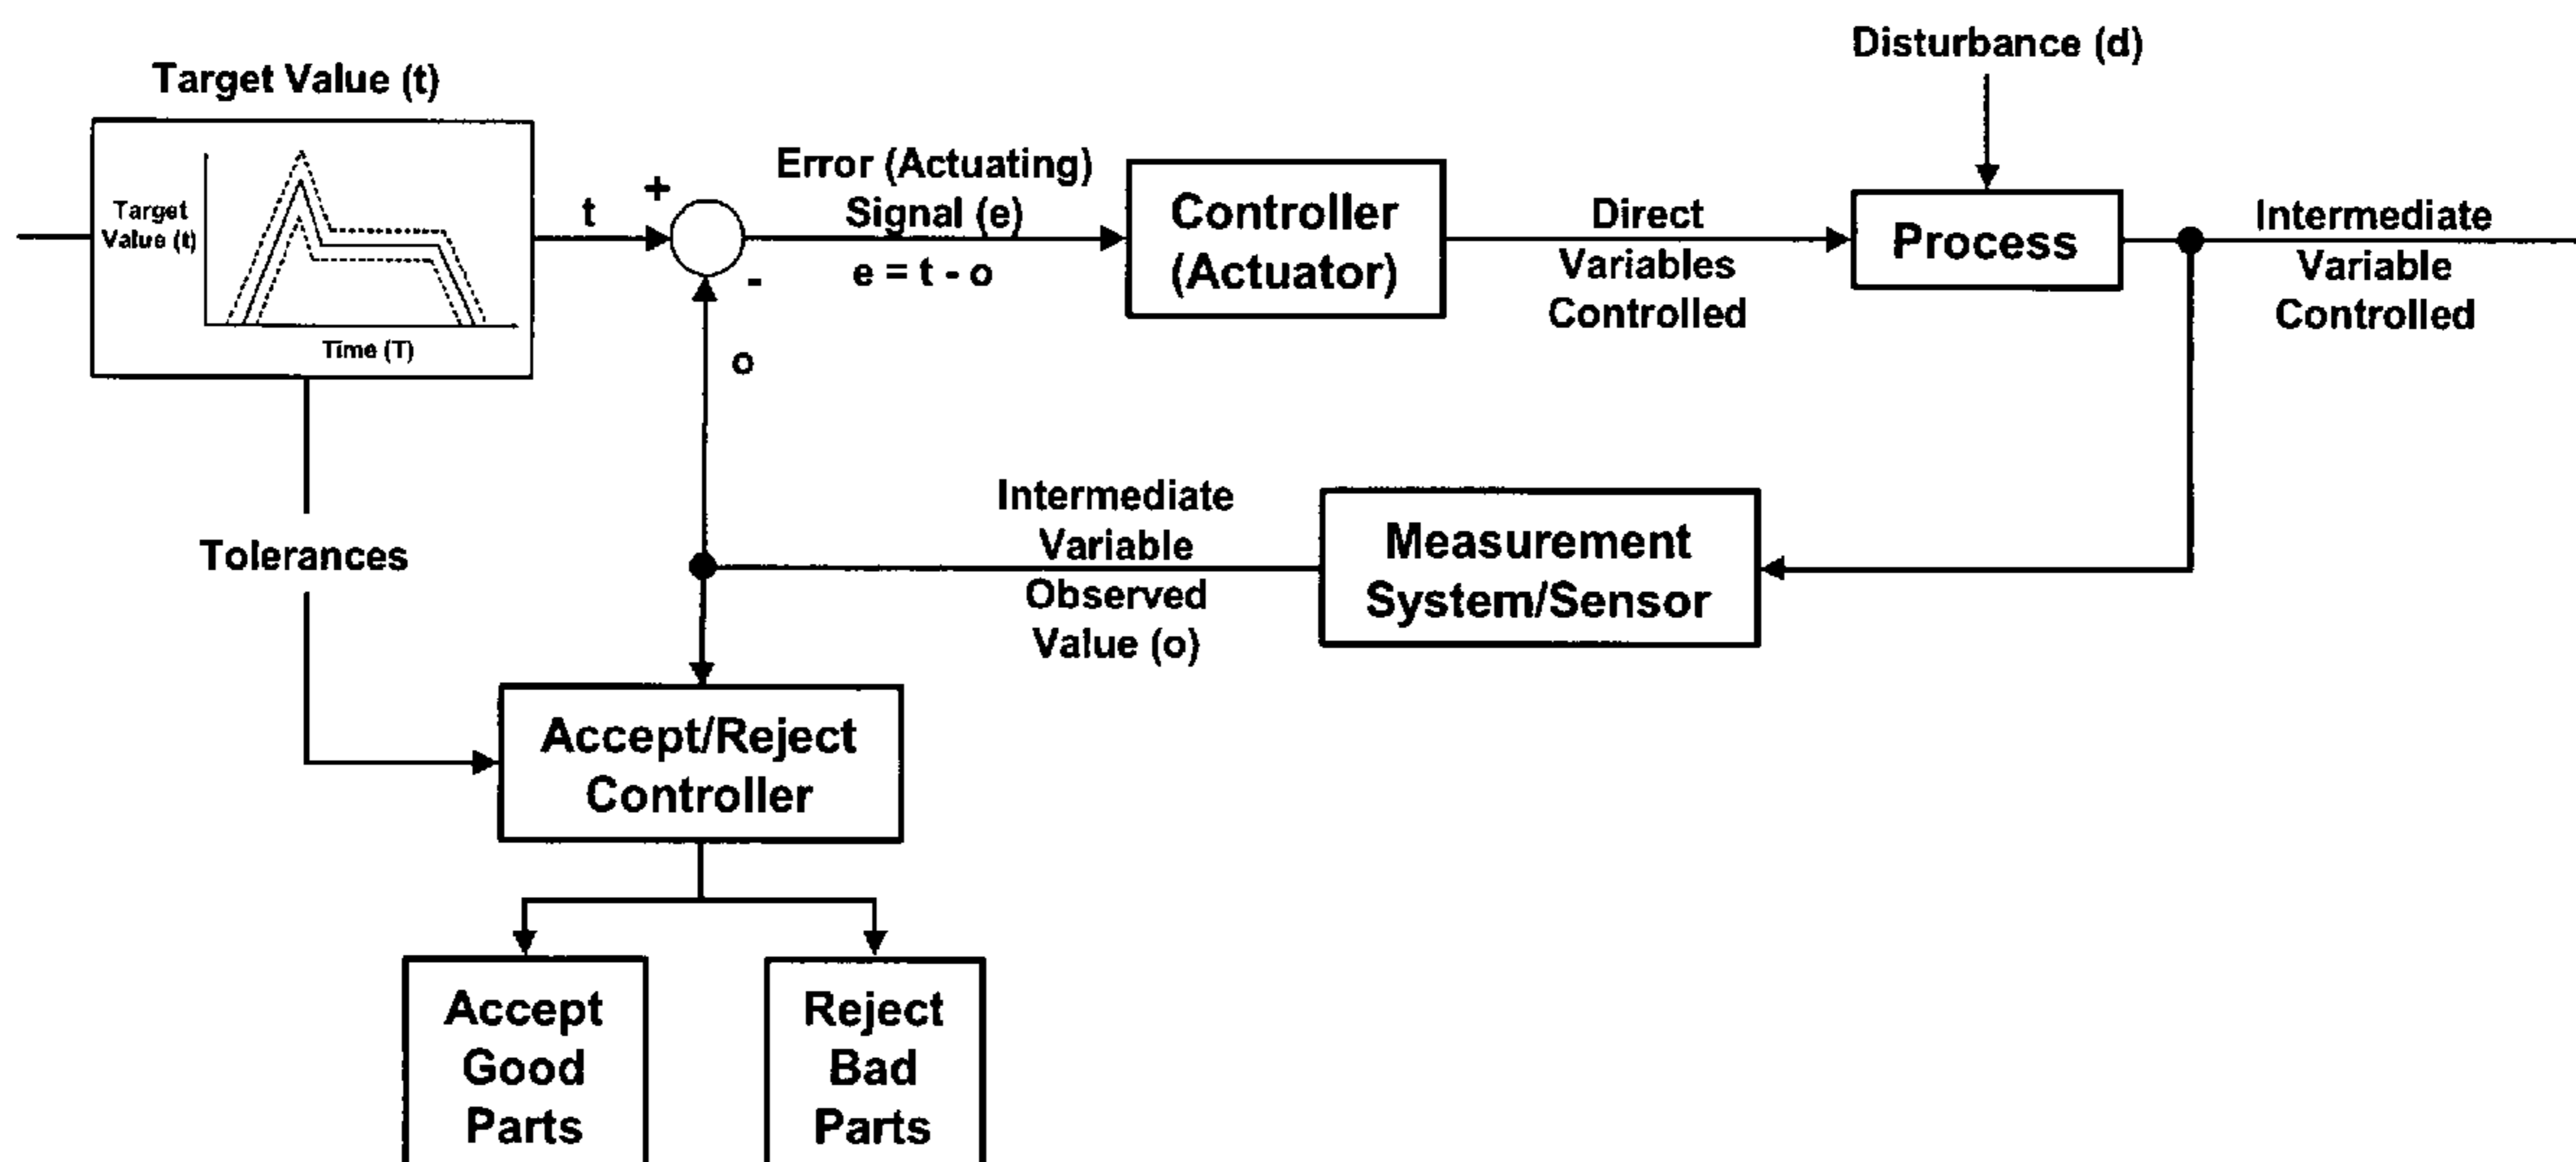 Target Value (t)
Target
Value (t)
Time (T)
t
+
-
o
Error (Actuating)
Signal (e)
e = t - o
Controller
(Actuator)
Direct
Variables
Controlled
Disturbance (d)
Process
Intermediate
Variable
Controlled
Tolerances
Intermediate
Variable
Observed
Value (o)
Measurement
System/Sensor
Accept/Reject
Controller
Accept
Good
Parts
Reject
Bad
Parts